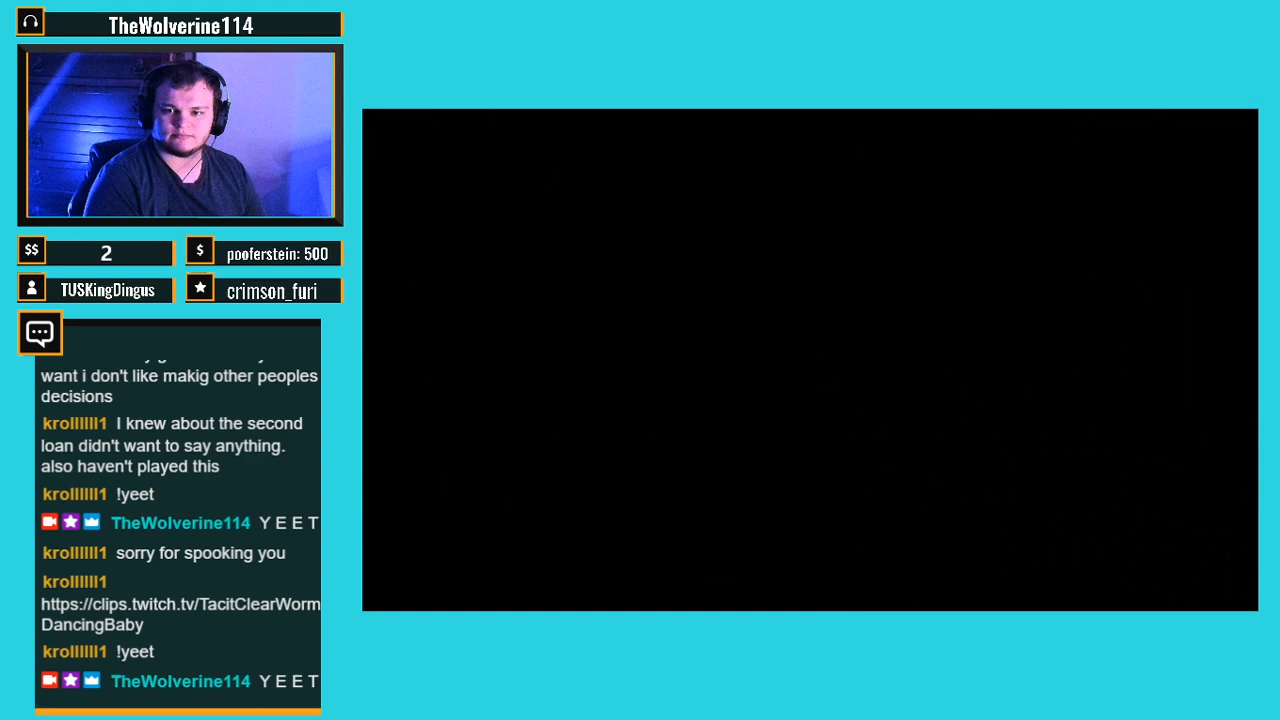 TheWolverine114
$$
2
$
pooferstein: 500
TUSKingDingus
crimson_furi
want i don't like makig other peoples
decisions
krollllll1 I knew about the second
loan didn't want to say anything.
also haven't played this
krollllll1 !yeet
TheWolverine114 Y E E T
krollllll1 sorry for spooking you
krollllll1
https://clips.twitch.tv/TacitClearWorm
DancingBaby
krollllll1 !yeet
TheWolverine114 Y E E T